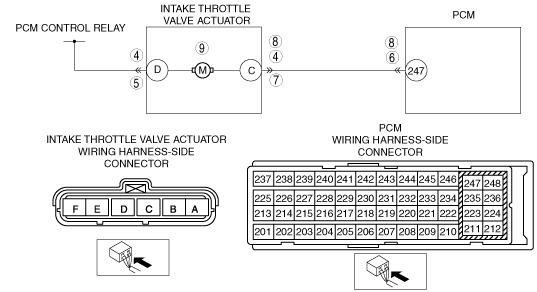 INTAKE THROTTLE
VALVE ACTUATOR
PCM
PCM CONTROL RELAY
4 D 9 M C 8 4 8 6 247
5 7
INTAKE THROTTLE VALVE ACTUATOR
WIRING HARNESS-SIDE
CONNECTOR
F E D C B A
PCM
WIRING HARNESS-SIDE
CONNECTOR
237 238 239 240 241 242 243 244 245 246 247 248
225 226 227 228 229 230 231 232 233 234 235 236
213 214 215 216 217 218 219 220 221 222 223 224
201 202 203 204 205 206 207 208 209 210 211 212